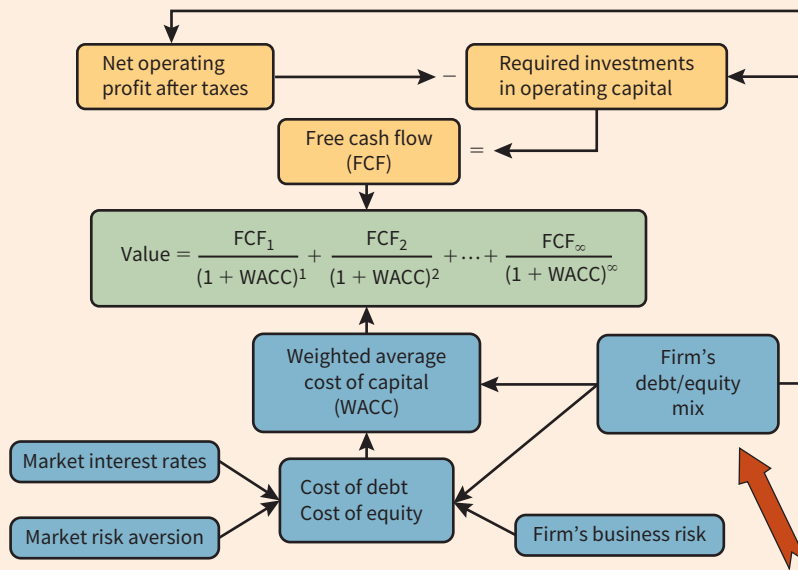 Net operating
profit after taxes
−
Required investments
in operating capital
Free cash flow
(FCF)
=
Value = FCF₁/(1 + WACC)¹ + FCF₂/(1 + WACC)² + … + FCF∞/(1 + WACC)^∞
Weighted average
cost of capital
(WACC)
Firm’s
debt/equity
mix
Market interest rates
Cost of debt
Cost of equity
Market risk aversion
Firm’s business risk